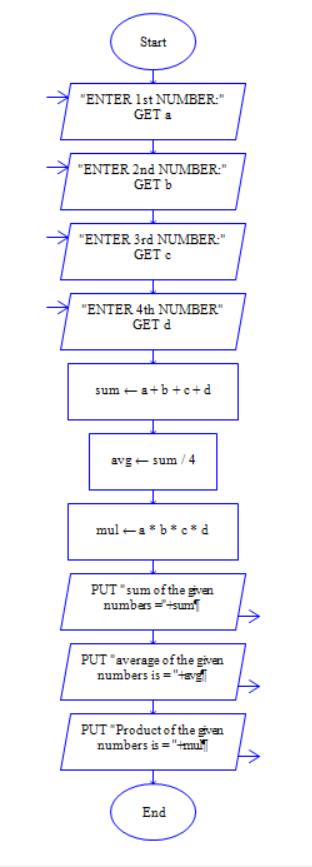 Start
"ENTER 1st NUMBER:"
GET a
"ENTER 2nd NUMBER:"
GET b
"ENTER 3rd NUMBER:"
GET c
"ENTER 4th NUMBER"
GET d
sum ← a + b + c + d
avg ← sum / 4
mul ← a * b * c * d
PUT "sum of the given
numbers ="+sum¶
PUT "average of the given
numbers is = "+avg¶
PUT "Product of the given
numbers is = "+mul¶
End